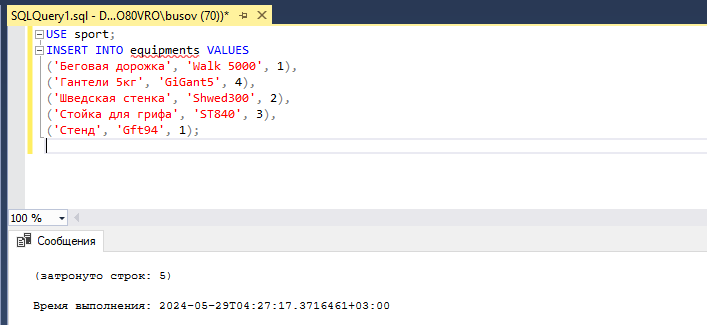 SQLQuery1.sql - D...O80VRO\busov (70))*
USE sport;
INSERT INTO equipments VALUES
('Беговая дорожка', 'Walk 5000', 1),
('Гантели 5кг', 'GiGant5', 4),
('Шведская стенка', 'Shwed300', 2),
('Стойка для грифа', 'ST840', 3),
('Стенд', 'Gft94', 1);
100 %
Сообщения
(затронуто строк: 5)
Время выполнения: 2024-05-29T04:27:17.3716461+03:00